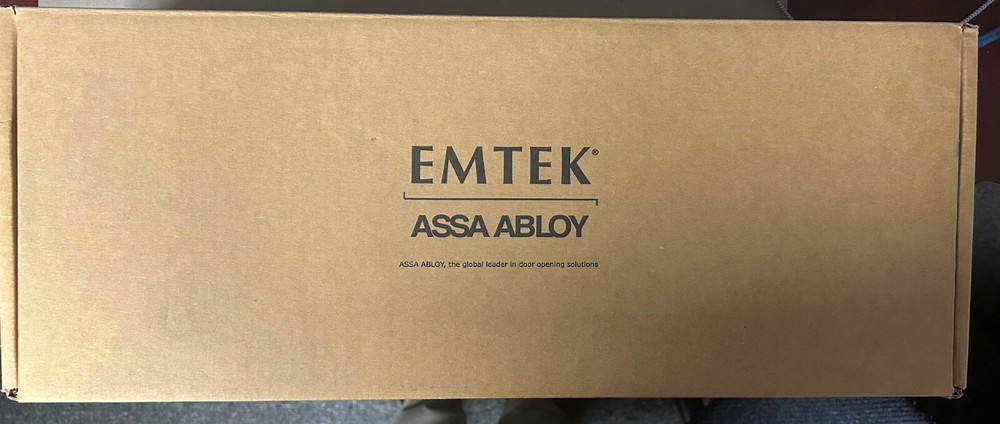 EMTEK®
ASSA ABLOY
ASSA ABLOY, the global leader in door opening solutions